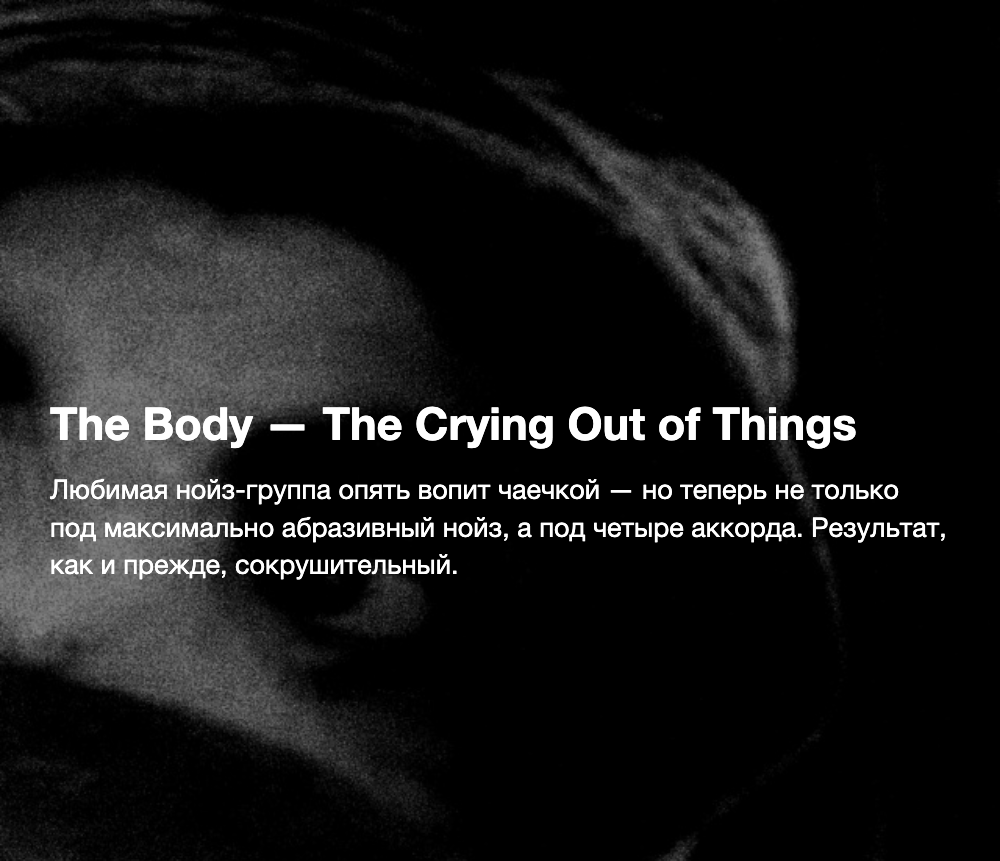 The Body — The Crying Out of Things
Любимая нойз-группа опять вопит чаечкой — но теперь не только
под максимально абразивный нойз, а под четыре аккорда. Результат,
как и прежде, сокрушительный.